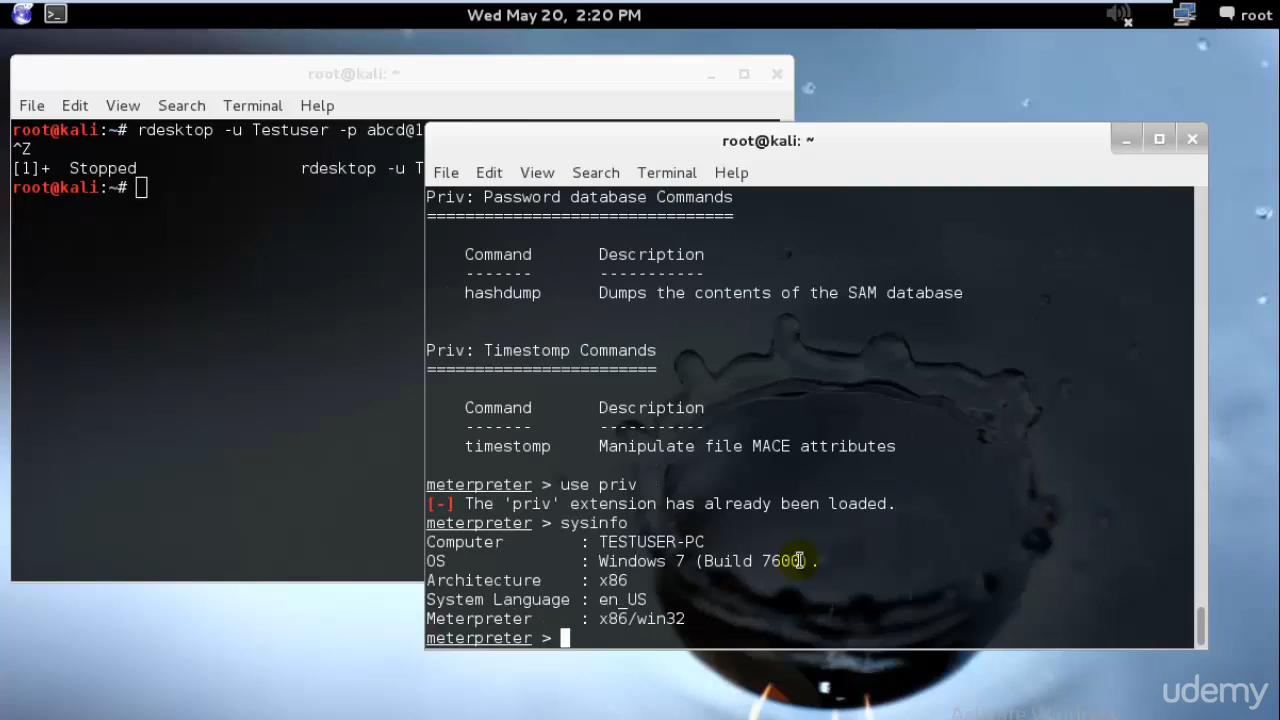 Wed May 20, 2:20 PM
root
root@kali: ~
File Edit View Search Terminal Help
root@kali:~# rdesktop -u Testuser -p abcd@1
^Z
[1]+ Stopped rdesktop -u T
root@kali:~#
root@kali: ~
File Edit View Search Terminal Help
Priv: Password database Commands
================================
Command Description
------- -----------
hashdump Dumps the contents of the SAM database
Priv: Timestomp Commands
========================
Command Description
------- -----------
timestomp Manipulate file MACE attributes
meterpreter > use priv
[-] The 'priv' extension has already been loaded.
meterpreter > sysinfo
Computer : TESTUSER-PC
OS : Windows 7 (Build 7600).
Architecture : x86
System Language : en_US
Meterpreter : x86/win32
meterpreter >
udemy
Activate Windows